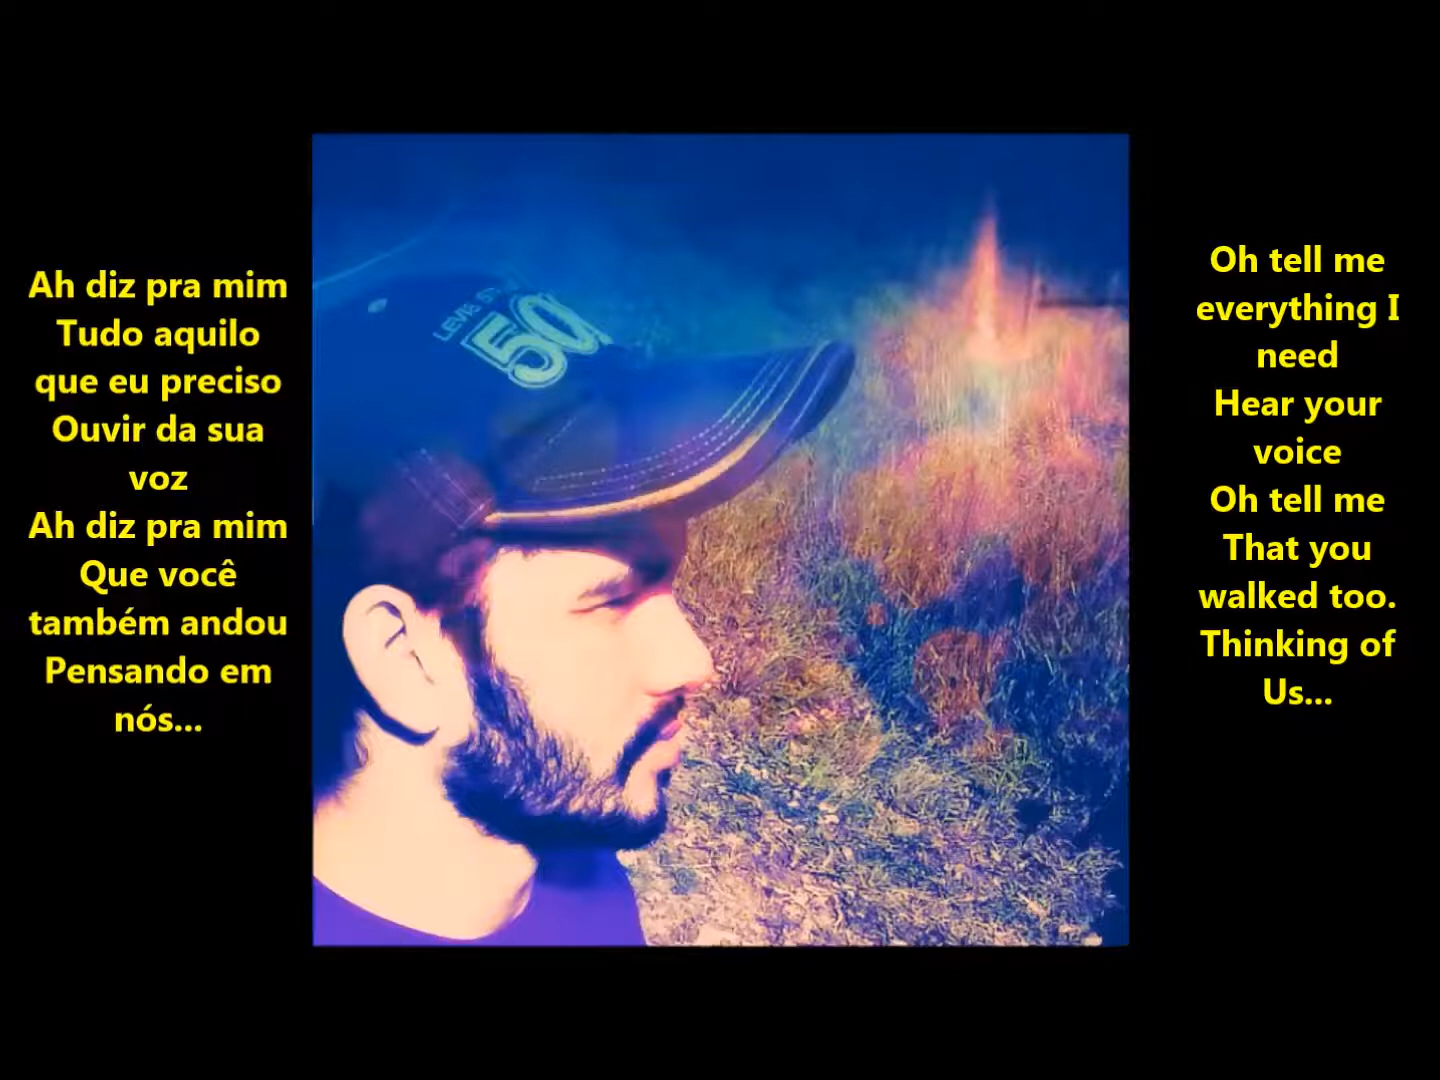 Ah diz pra mim
Tudo aquilo
que eu preciso
Ouvir da sua
voz
Ah diz pra mim
Que você
também andou
Pensando em
nós...
LEVIS
501
Oh tell me
everything I
need
Hear your
voice
Oh tell me
That you
walked too.
Thinking of
Us...